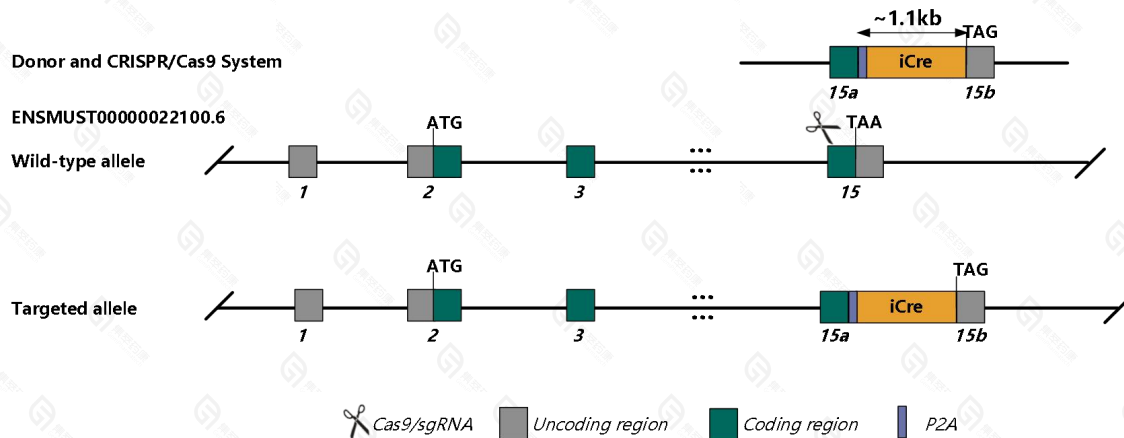 ~1.1kb
TAG
Donor and CRISPR/Cas9 System
iCre
15a
15b
ENSMUST00000022100.6
ATG
TAA
Wild-type allele
...
...
1
2
3
15
ATG
TAG
Targeted allele
...
...
iCre
1
2
3
15a
15b
Cas9/sgRNA
Uncoding region
Coding region
P2A